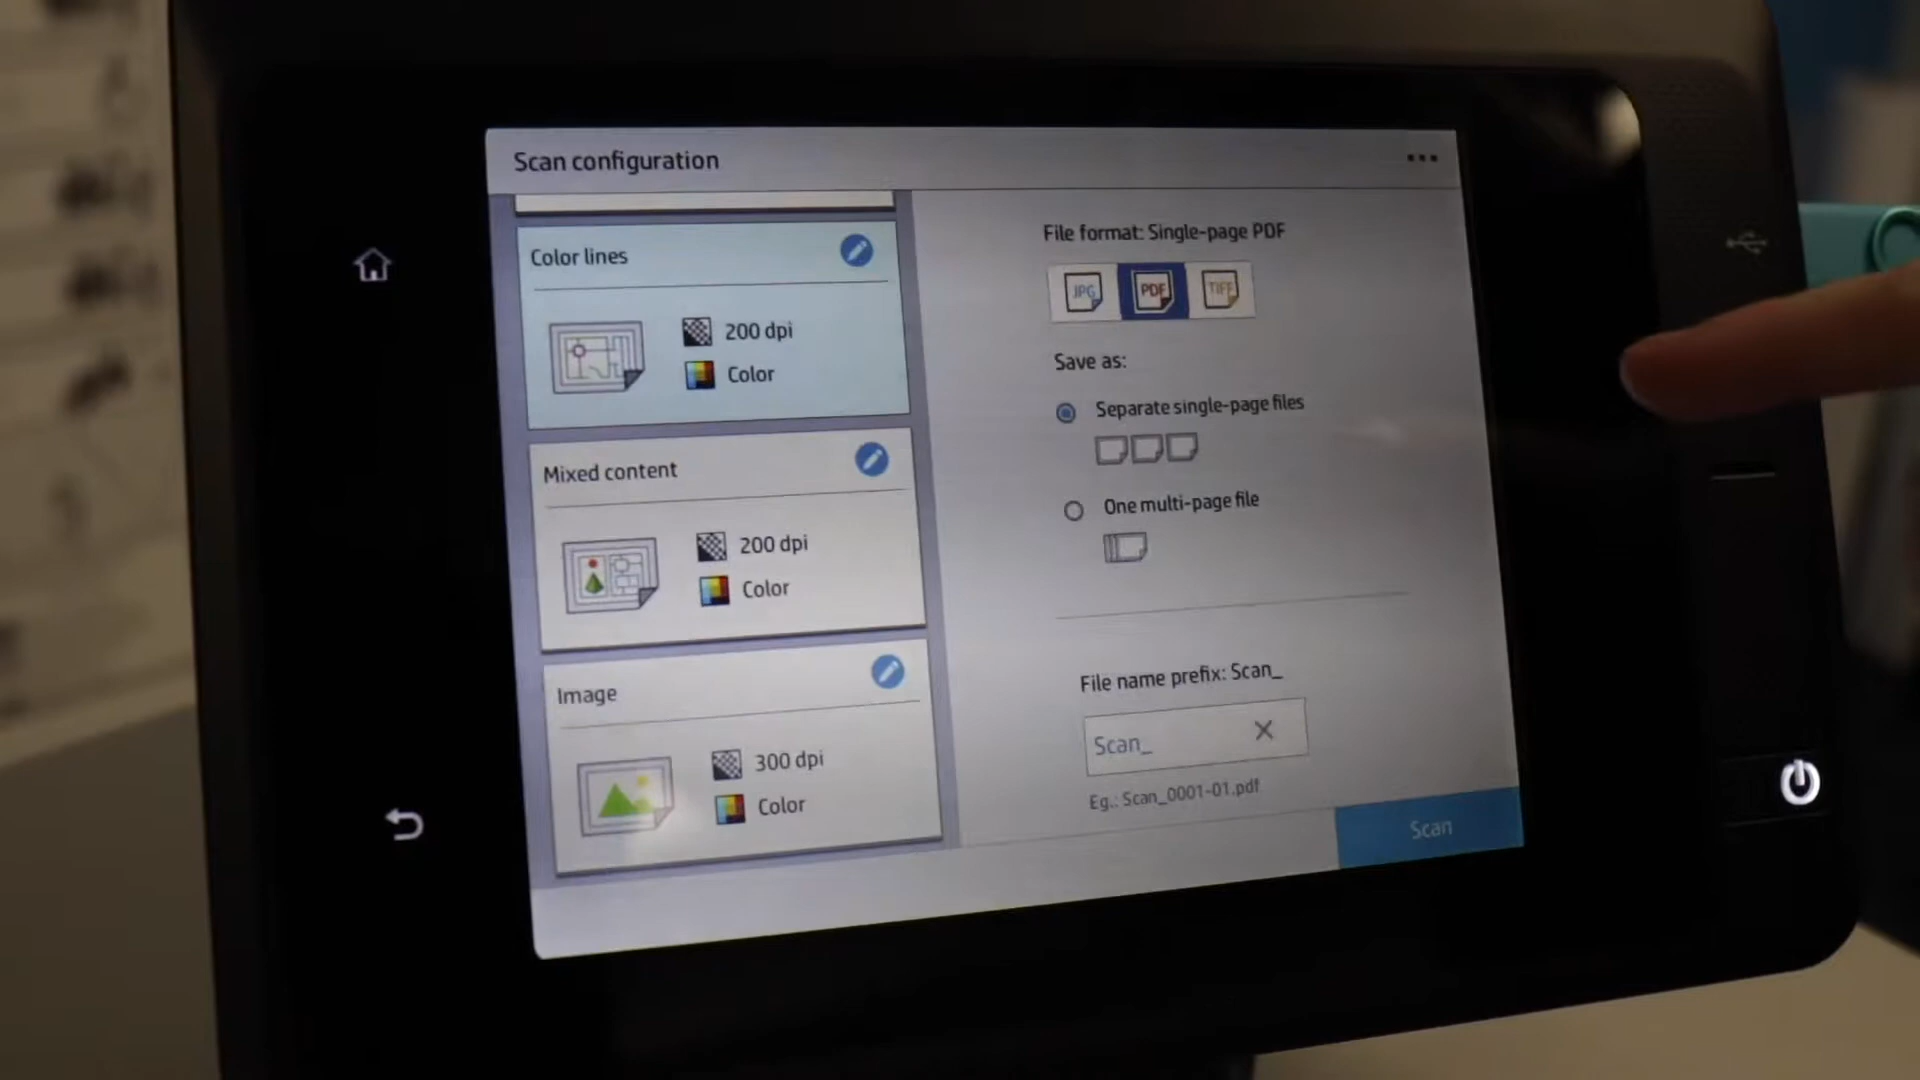 Scan configuration
Color lines
200 dpi
Color
Mixed content
200 dpi
Color
Image
300 dpi
Color
File format: Single-page PDF
JPG
PDF
TIFF
Save as:
Separate single-page files
One multi-page file
File name prefix: Scan_
Scan_
Eg.: Scan_0001-01.pdf
Scan